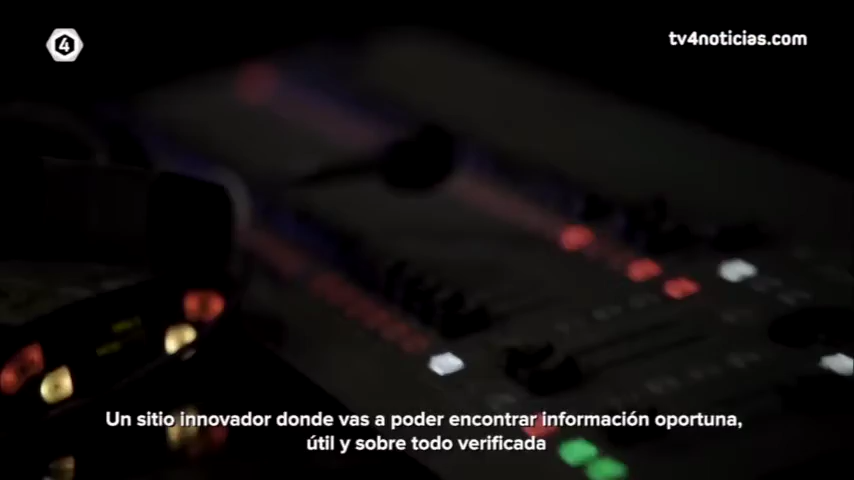 4
tv4noticias.com
Un sitio innovador donde vas a poder encontrar información oportuna,
útil y sobre todo verificada